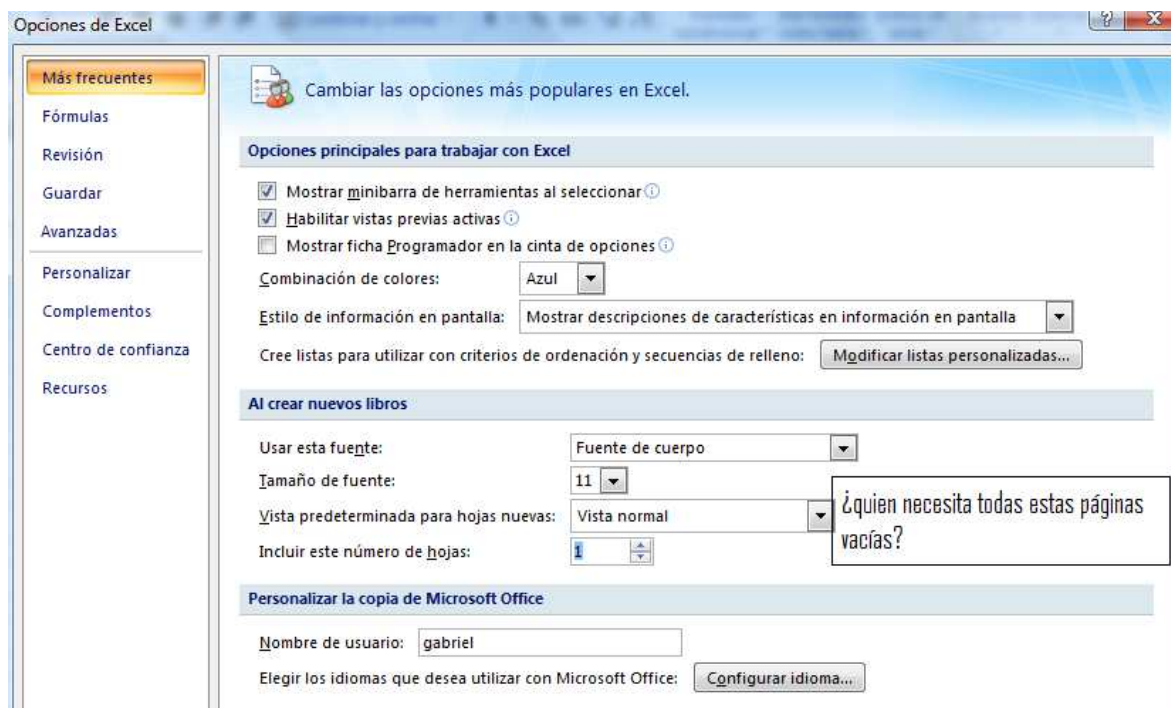 Opciones de Excel
Más frecuentes
Fórmulas
Revisión
Guardar
Avanzadas
Personalizar
Complementos
Centro de confianza
Recursos
Cambiar las opciones más populares en Excel.
Opciones principales para trabajar con Excel
Mostrar minibarra de herramientas al seleccionar
Habilitar vistas previas activas
Mostrar ficha Programador en la cinta de opciones
Combinación de colores: Azul
Estilo de información en pantalla: Mostrar descripciones de características en información en pantalla
Cree listas para utilizar con criterios de ordenación y secuencias de relleno: Modificar listas personalizadas...
Al crear nuevos libros
Usar esta fuente: Fuente de cuerpo
Tamaño de fuente: 11
Vista predeterminada para hojas nuevas: Vista normal
Incluir este número de hojas: 1
¿quien necesita todas estas páginas
vacías?
Personalizar la copia de Microsoft Office
Nombre de usuario: gabriel
Elegir los idiomas que desea utilizar con Microsoft Office: Configurar idioma...